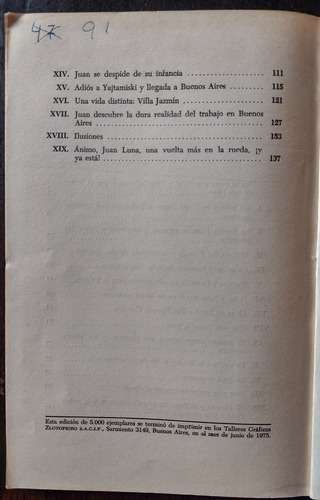 91
XIV. Juan se despide de su infancia ........................ 111
XV. Adiós a Yajtamiski y llegada a Buenos Aires ........ 115
XVI. Una vida distinta: Villa Jazmín ........................ 121
XVII. Juan descubre la dura realidad del trabajo en Buenos
Aires ........................ 127
XVIII. Ilusiones ........................ 133
XIX. Ánimo, Juan Luna, una vuelta más en la rueda, ¡y
ya está! ........................ 137
Esta edición de 5.000 ejemplares se terminó de imprimir en los Talleres Gráficos
ZLOTOPIORO S.A.C.I.F., Sarmiento 3149, Buenos Aires, en el mes de junio de 1975.